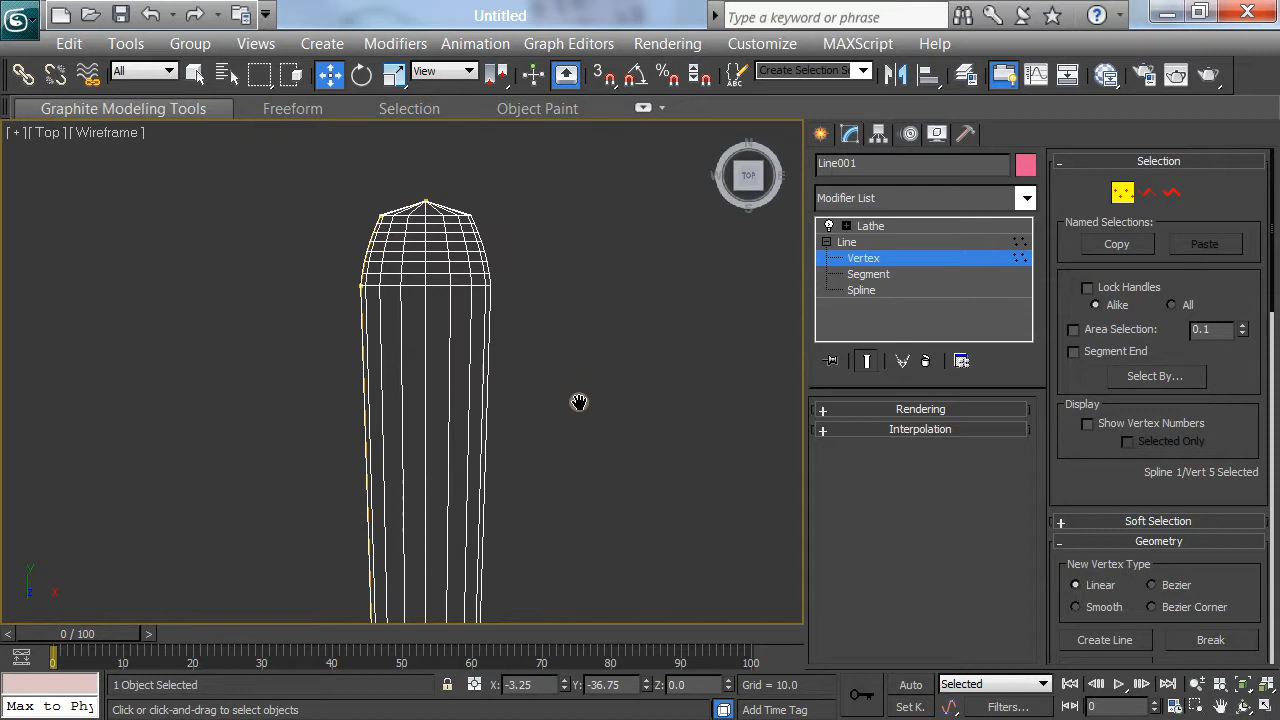 Untitled
Type a keyword or phrase
Edit Tools Group Views Create Modifiers Animation Graph Editors Rendering Customize MAXScript Help
All
View
3
%
ABC
Create Selection Se
Graphite Modeling Tools Freeform Selection Object Paint
[ + ] [ Top ] [ Wireframe ]
N
W TOP E
S
Line001
Modifier List
Lathe
Line
Vertex
Segment
Spline
+ Rendering
+ Interpolation
- Selection
Named Selections:
Copy Paste
Lock Handles
Alike All
Area Selection: 0.1
Segment End
Select By...
Display
Show Vertex Numbers
Selected Only
Spline 1/Vert 5 Selected
+ Soft Selection
- Geometry
New Vertex Type
Linear Bezier
Smooth Bezier Corner
Create Line Break
Y
Z X
< 0 / 100 >
0 10 20 30 40 50 60 70 80 90 100
1 Object Selected X: -3.25 Y: -36.75 Z: 0.0 Grid = 10.0 Auto Selected
Max to Phy Click or click-and-drag to select objects Add Time Tag Set K. Filters... 0